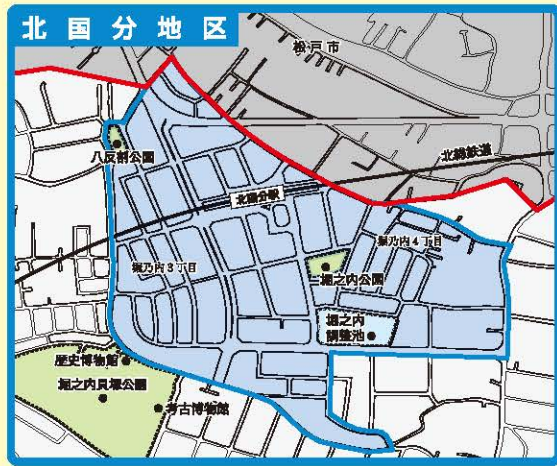 北国分地区
松戸市
八反割公園
北総鉄道
北国分駅
堀之内3丁目
堀之内4丁目
堀之内公園
堀之内
調整池
歴史博物館
堀之内貝塚公園
考古博物館